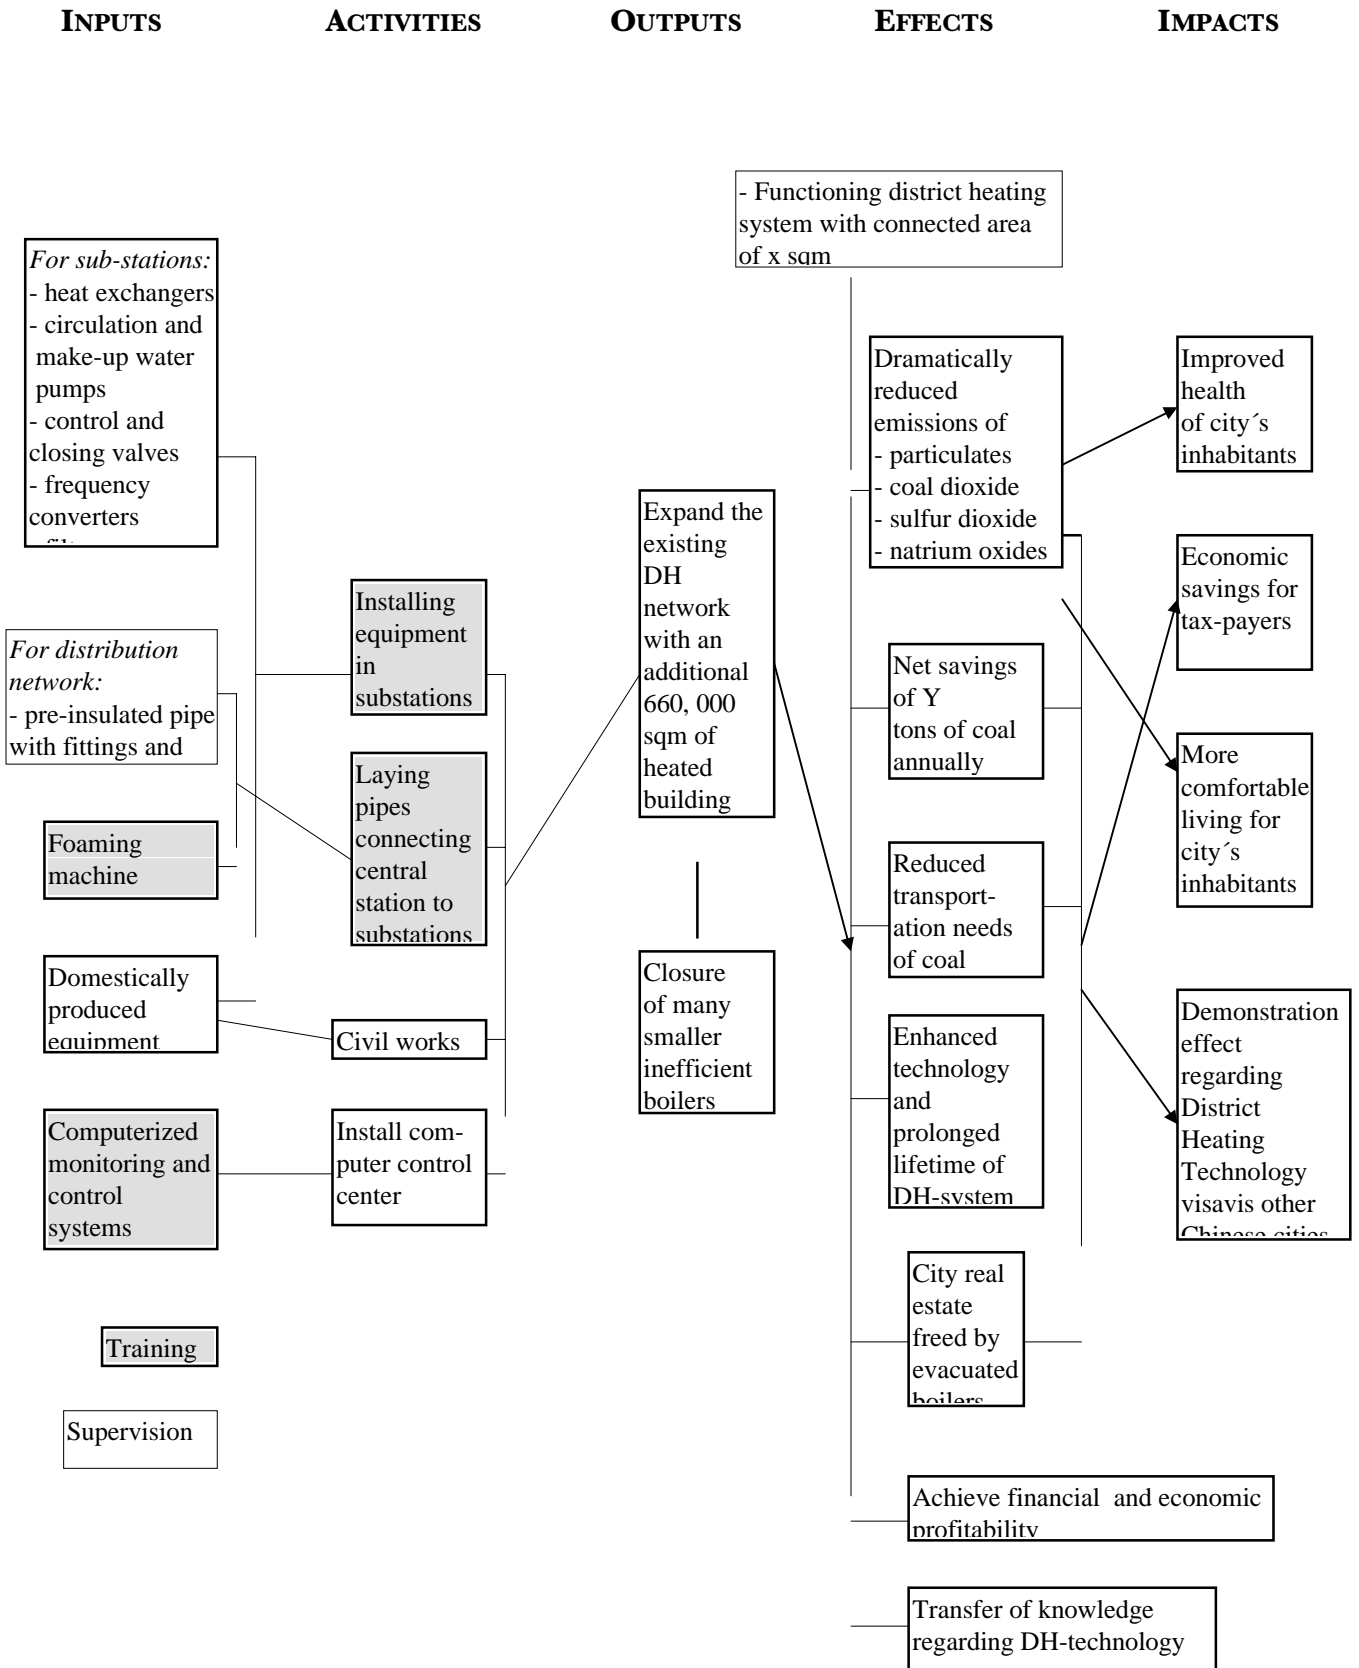 INPUTS ACTIVITIES OUTPUTS EFFECTS IMPACTS
For sub-stations:
- heat exchangers
- circulation and
make-up water
pumps
- control and
closing valves
- frequency
converters
For distribution
network:
- pre-insulated pipe
with fittings and
Foaming
machine
Domestically
produced
equipment
Computerized
monitoring and
control
systems
Training
Supervision
Installing
equipment
in
substations
Laying
pipes
connecting
central
station to
substations
Civil works
Install com-
puter control
center
Expand the
existing
DH
network
with an
additional
660, 000
sqm of
heated
building
Closure
of many
smaller
inefficient
boilers
- Functioning district heating
system with connected area
of x sqm
Dramatically
reduced
emissions of
- particulates
- coal dioxide
- sulfur dioxide
- natrium oxides
Net savings
of Y
tons of coal
annually
Reduced
transport-
ation needs
of coal
Enhanced
technology
and
prolonged
lifetime of
DH-system
City real
estate
freed by
evacuated
boilers
Achieve financial and economic
profitability
Transfer of knowledge
regarding DH-technology
Improved
health
of city´s
inhabitants
Economic
savings for
tax-payers
More
comfortable
living for
city´s
inhabitants
Demonstration
effect
regarding
District
Heating
Technology
visavis other
Chinese cities